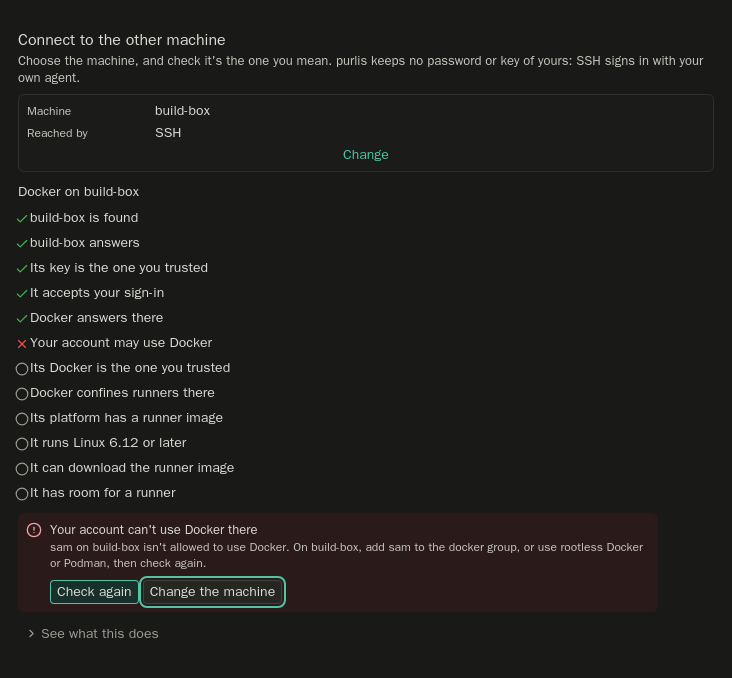 Connect to the other machine
Choose the machine, and check it's the one you mean. purlis keeps no password or key of yours: SSH signs in with your
own agent.
Machine build-box
Reached by SSH
Change
Docker on build-box
build-box is found
build-box answers
Its key is the one you trusted
It accepts your sign-in
Docker answers there
Your account may use Docker
Its Docker is the one you trusted
Docker confines runners there
Its platform has a runner image
It runs Linux 6.12 or later
It can download the runner image
It has room for a runner
Your account can't use Docker there
sam on build-box isn't allowed to use Docker. On build-box, add sam to the docker group, or use rootless Docker
or Podman, then check again.
Check again Change the machine
See what this does